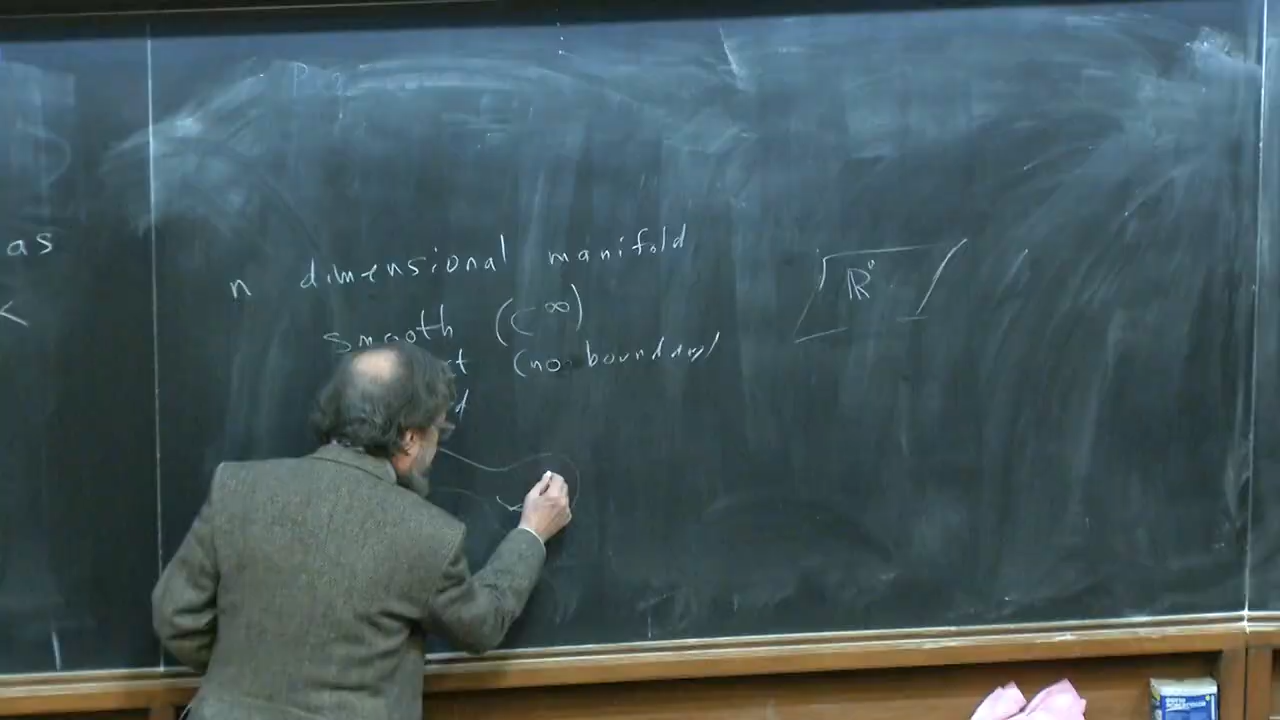 as
<
P q
n dimensional manifold
smooth (C^∞)
(no boundary)
ℝ